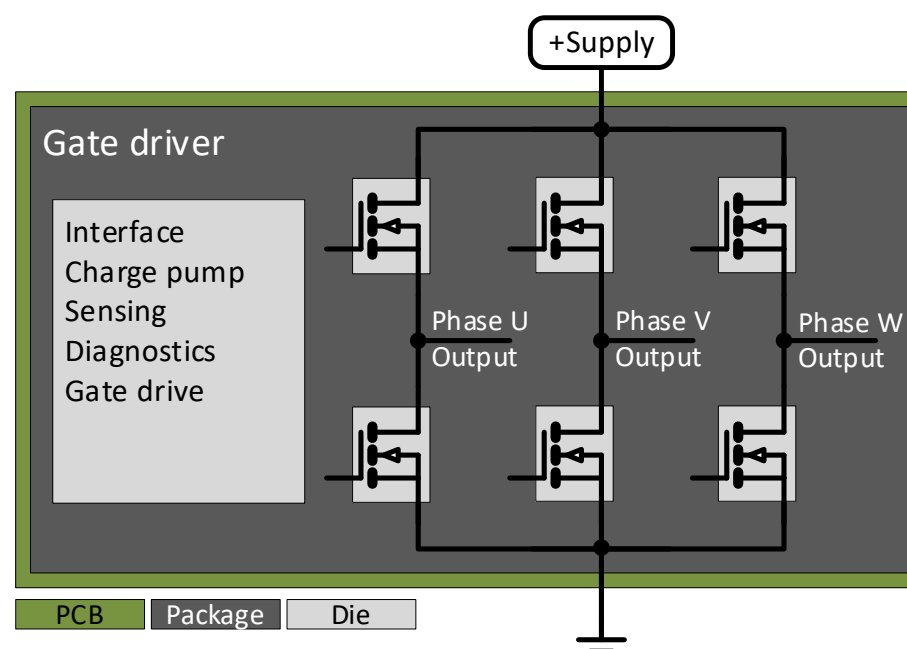 +Supply
Gate driver
Interface
Charge pump
Sensing
Diagnostics
Gate drive
Phase U
Output
Phase V
Output
Phase W
Output
PCB
Package
Die